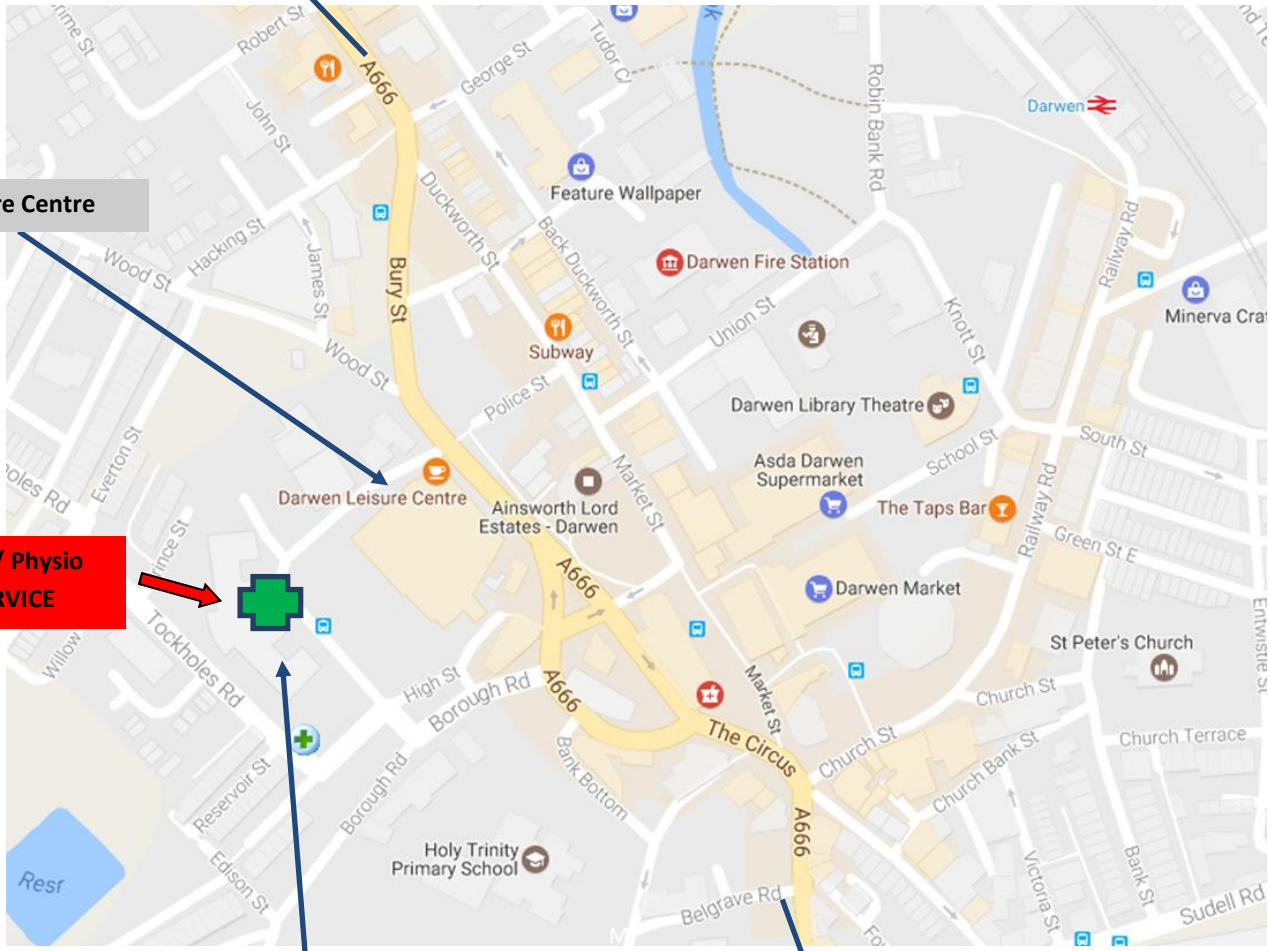 Robert St
A666
George St
Tudor Cl
John St
Robin Bank Rd
Darwen
Feature Wallpaper
re Centre
Duckworth St
Back Duckworth St
Hacking St
Wood St
James St
Bury St
Darwen Fire Station
Railway Rd
Minerva Craf
Union St
Knott St
Subway
Wood St
Police St
Darwen Library Theatre
School St
South St
Everton St
oles Rd
Market St
Asda Darwen
Supermarket
Darwen Leisure Centre
Ainsworth Lord
Estates - Darwen
The Taps Bar
Railway Rd
Green St E
/ Physio
RVICE
A666
Darwen Market
Entwistle St
Willow
Tockholes Rd
St Peter's Church
High St
Borough Rd
A666
Market St
Church St
The Circus
Church St
Church Terrace
Bank Bottom
Church Bank St
Reservoir St
Borough Rd
A666
Holy Trinity
Primary School
Edison St
Resr
Belgrave Rd
Victoria St
Bank St
Sudell Rd